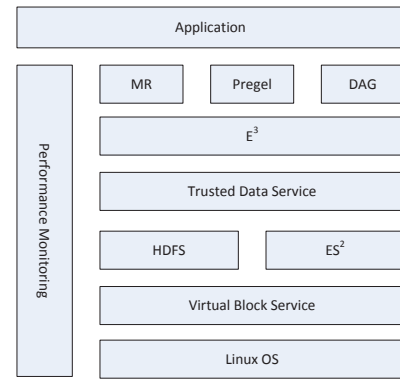 Application
Performance Monitoring
MR
Pregel
DAG
E³
Trusted Data Service
HDFS
ES²
Virtual Block Service
Linux OS